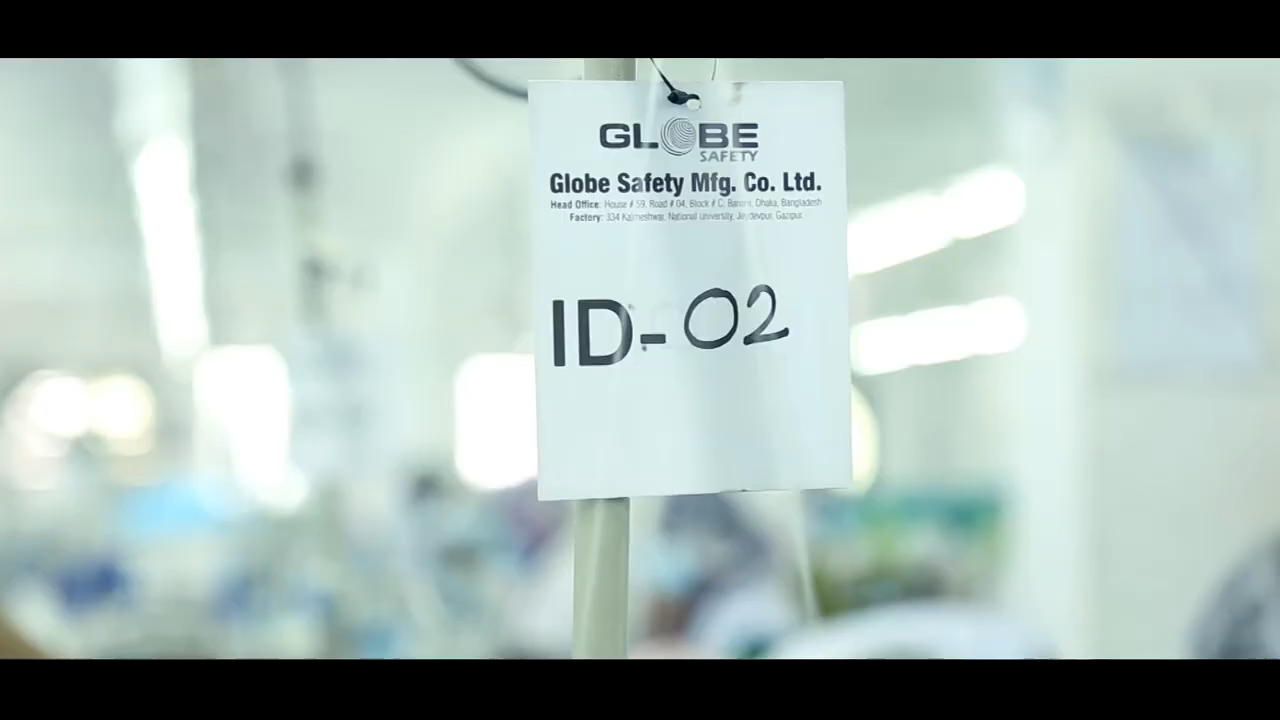 GLOBE
SAFETY
Globe Safety Mfg. Co. Ltd.
Head Office: House # 59, Road # 04, Block # C, Banani, Dhaka, Bangladesh
Factory: 334 Kalmeshwar, National university, Jaydevpur, Gazipur.
ID-02